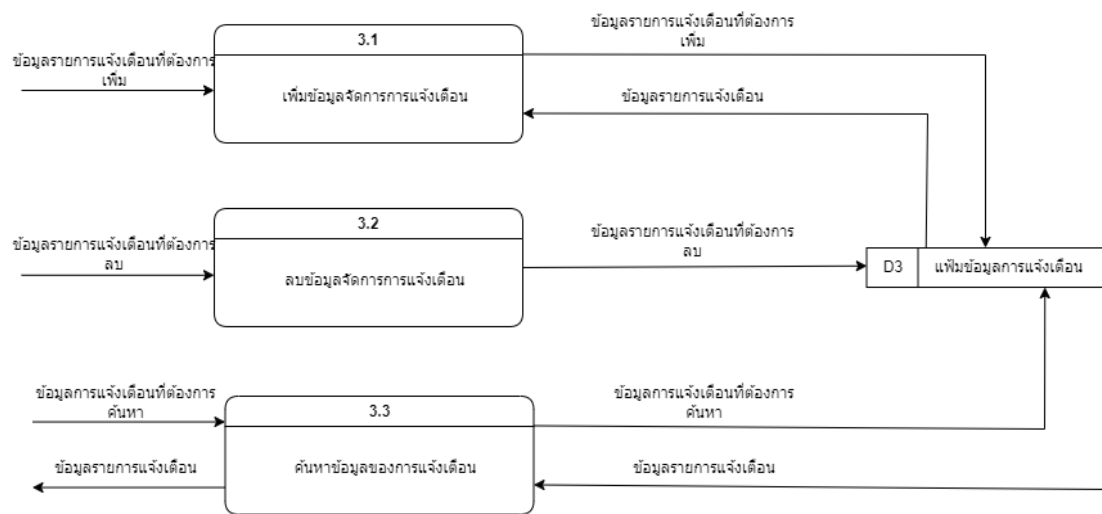 ข้อมูลรายการแจ้งเตือนที่ต้องการ
เพิ่ม
3.1
เพิ่มข้อมูลจัดการการแจ้งเตือน
ข้อมูลรายการแจ้งเตือนที่ต้องการ
เพิ่ม
ข้อมูลรายการแจ้งเตือน
ข้อมูลรายการแจ้งเตือนที่ต้องการ
ลบ
3.2
ลบข้อมูลจัดการการแจ้งเตือน
ข้อมูลรายการแจ้งเตือนที่ต้องการ
ลบ
D3
แฟ้มข้อมูลการแจ้งเตือน
ข้อมูลการแจ้งเตือนที่ต้องการ
ค้นหา
3.3
ค้นหาข้อมูลของการแจ้งเตือน
ข้อมูลการแจ้งเตือนที่ต้องการ
ค้นหา
ข้อมูลรายการแจ้งเตือน
ข้อมูลรายการแจ้งเตือน